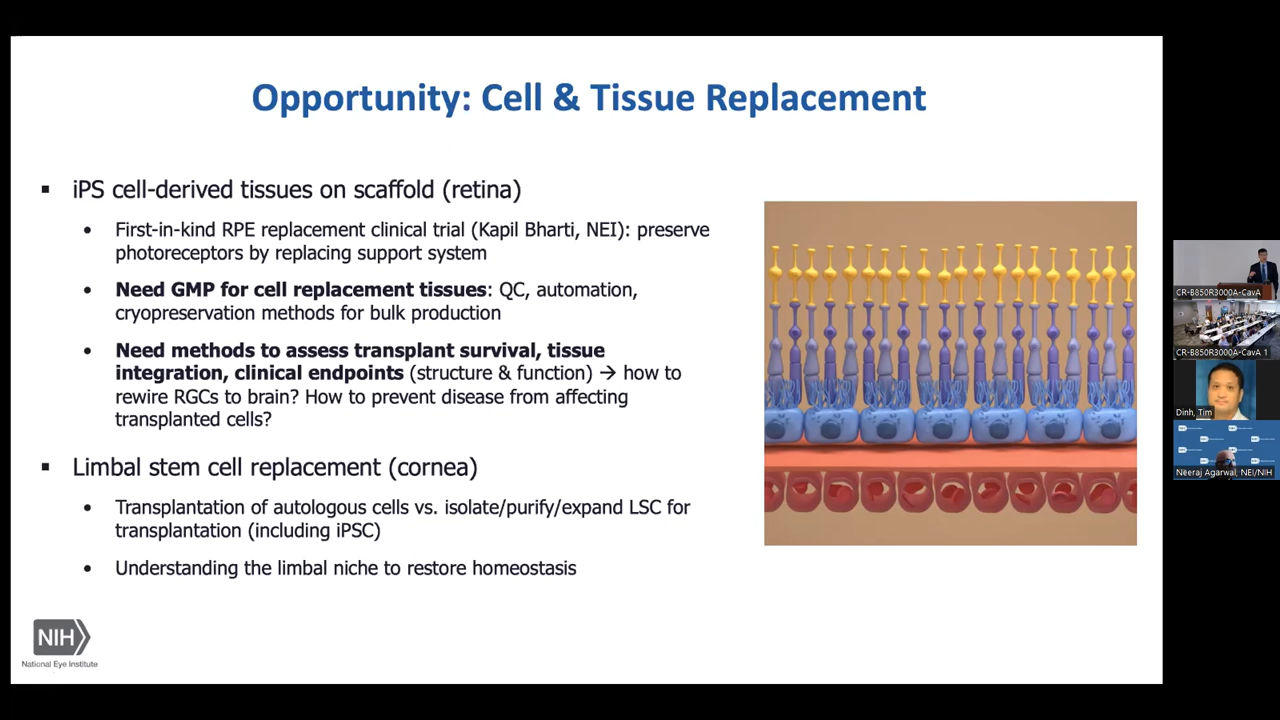 Opportunity: Cell & Tissue Replacement
▪ iPS cell-derived tissues on scaffold (retina)
• First-in-kind RPE replacement clinical trial (Kapil Bharti, NEI): preserve
photoreceptors by replacing support system
• Need GMP for cell replacement tissues: QC, automation,
cryopreservation methods for bulk production
• Need methods to assess transplant survival, tissue
integration, clinical endpoints (structure & function) → how to
rewire RGCs to brain? How to prevent disease from affecting
transplanted cells?
▪ Limbal stem cell replacement (cornea)
• Transplantation of autologous cells vs. isolate/purify/expand LSC for
transplantation (including iPSC)
• Understanding the limbal niche to restore homeostasis
NIH
National Eye Institute
CR-B850R3000A-CavA
CR-B850R3000A-CavA 1
Dinh, Tim
Neeraj Agarwal, NEI/NIH